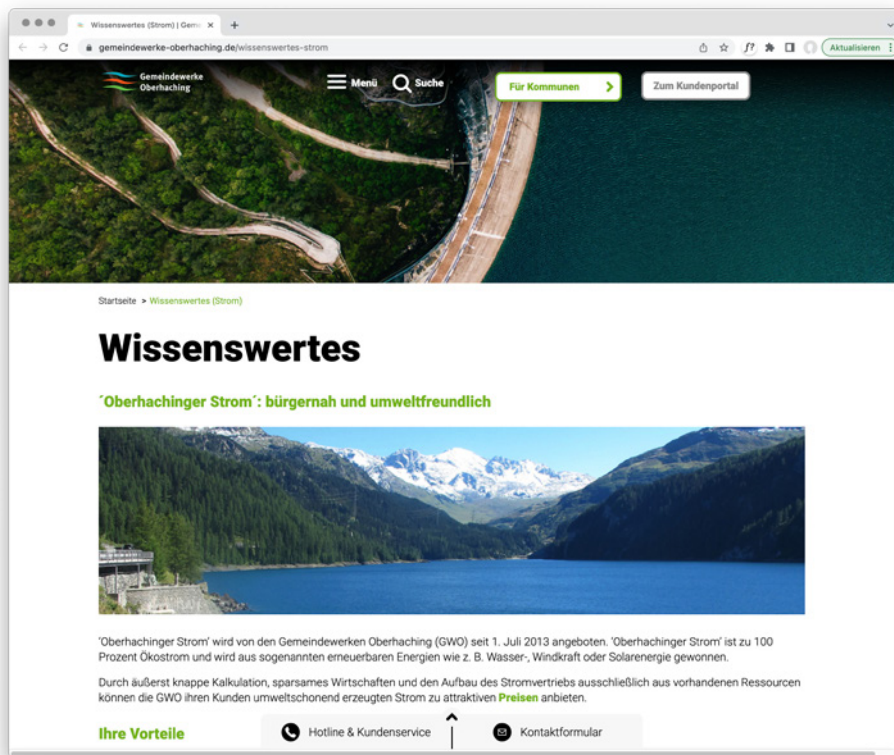 Wissenswertes (Strom) | Gem
gemeindewerke-oberhaching.de/wissenswertes-strom
f?
Aktualisieren
Gemeindewerke
Oberhaching
Menü
Suche
Für Kommunen
Zum Kundenportal
Startseite > Wissenswertes (Strom)
Wissenswertes
´Oberhachinger Strom´: bürgernah und umweltfreundlich
'Oberhachinger Strom' wird von den Gemeindewerken Oberhaching (GWO) seit 1. Juli 2013 angeboten. 'Oberhachinger Strom' ist zu 100
Prozent Ökostrom und wird aus sogenannten erneuerbaren Energien wie z. B. Wasser-, Windkraft oder Solarenergie gewonnen.
Durch äußerst knappe Kalkulation, sparsames Wirtschaften und den Aufbau des Stromvertriebs ausschließlich aus vorhandenen Ressourcen
können die GWO ihren Kunden umweltschonend erzeugten Strom zu attraktiven Preisen anbieten.
Ihre Vorteile
Hotline & Kundenservice
Kontaktformular